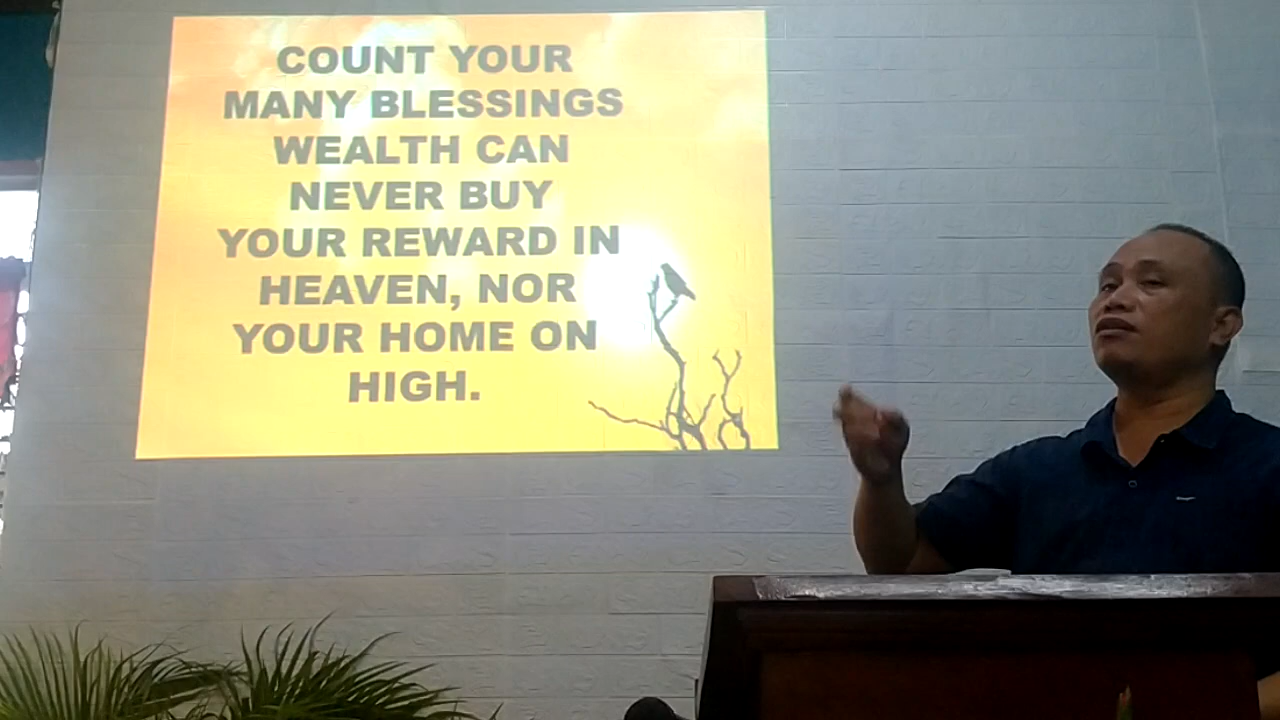 COUNT YOUR
MANY BLESSINGS
WEALTH CAN
NEVER BUY
YOUR REWARD IN
HEAVEN, NOR
YOUR HOME ON
HIGH.